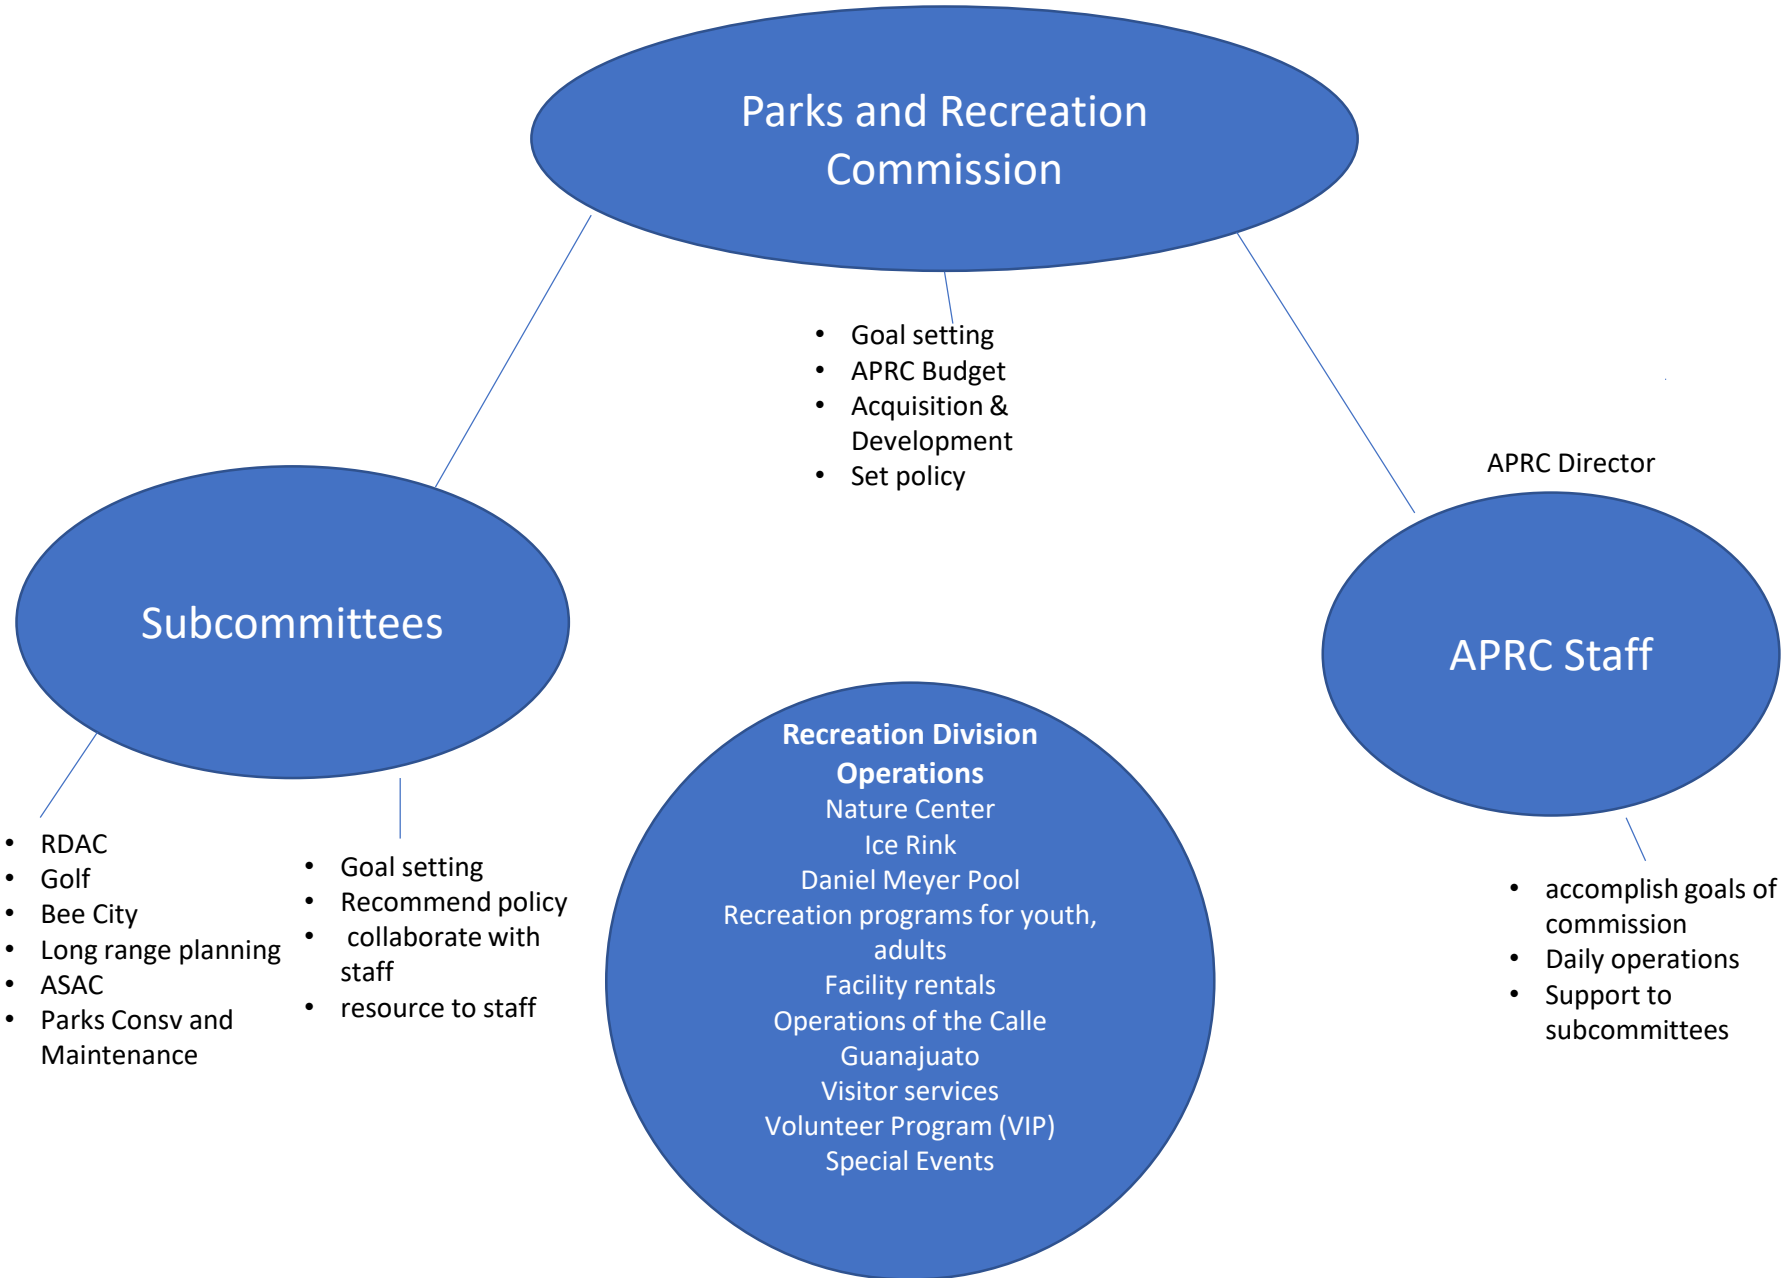 Parks and Recreation
Commission
• Goal setting
• APRC Budget
• Acquisition &
Development
• Set policy
APRC Director
Subcommittees
APRC Staff
• RDAC
• Golf
• Bee City
• Long range planning
• ASAC
• Parks Consv and
Maintenance
• Goal setting
• Recommend policy
• collaborate with
staff
• resource to staff
Recreation Division
Operations
Nature Center
Ice Rink
Daniel Meyer Pool
Recreation programs for youth,
adults
Facility rentals
Operations of the Calle
Guanajuato
Visitor services
Volunteer Program (VIP)
Special Events
• accomplish goals of
commission
• Daily operations
• Support to
subcommittees